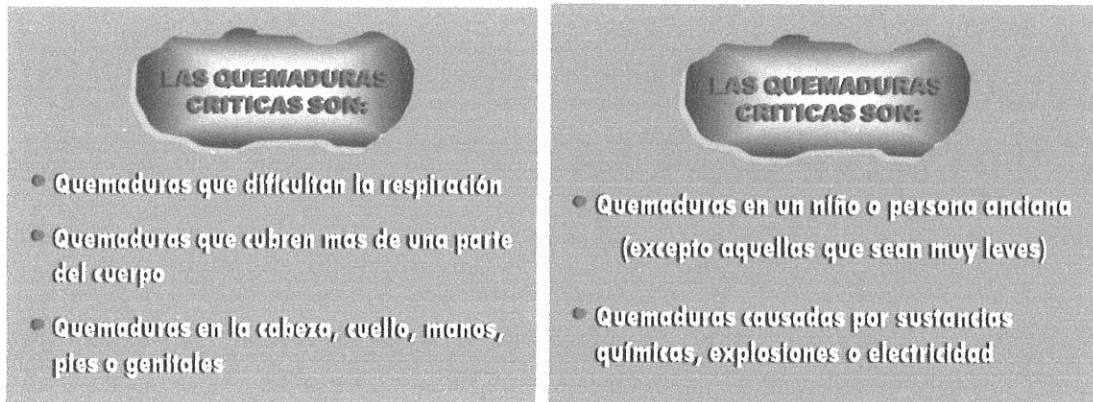 LAS QUEMADURAS
CRITICAS SON:
Quemaduras que dificultan la respiración
Quemaduras que cubren mas de una parte
del cuerpo
Quemaduras en la cabeza, cuello, manos,
pies o genitales
LAS QUEMADURAS
CRITICAS SON:
Quemaduras en un niño o persona anciana
(excepto aquellas que sean muy leves)
Quemaduras causadas por sustancias
químicas, explosiones o electricidad